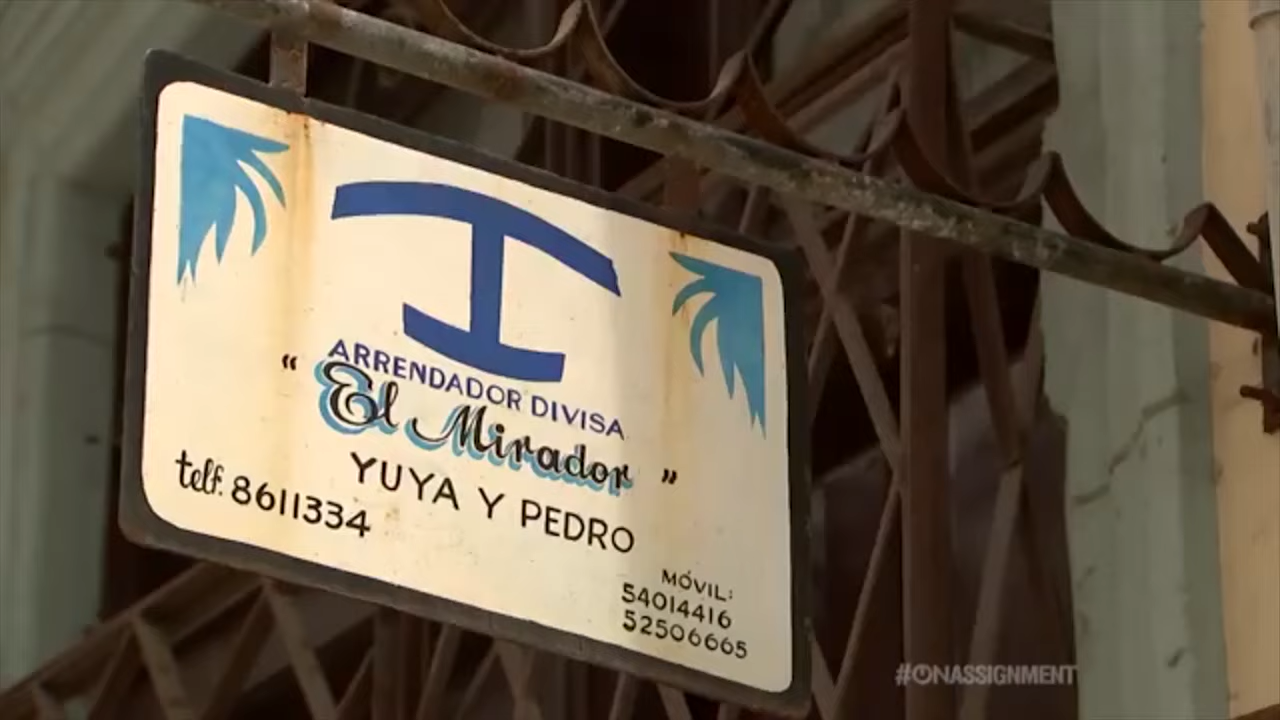 ARRENDADOR DIVISA
“El Mirador”
YUYA Y PEDRO
telf. 8611334
MÓVIL:
54014416
52506665
#ONASSIGNMENT